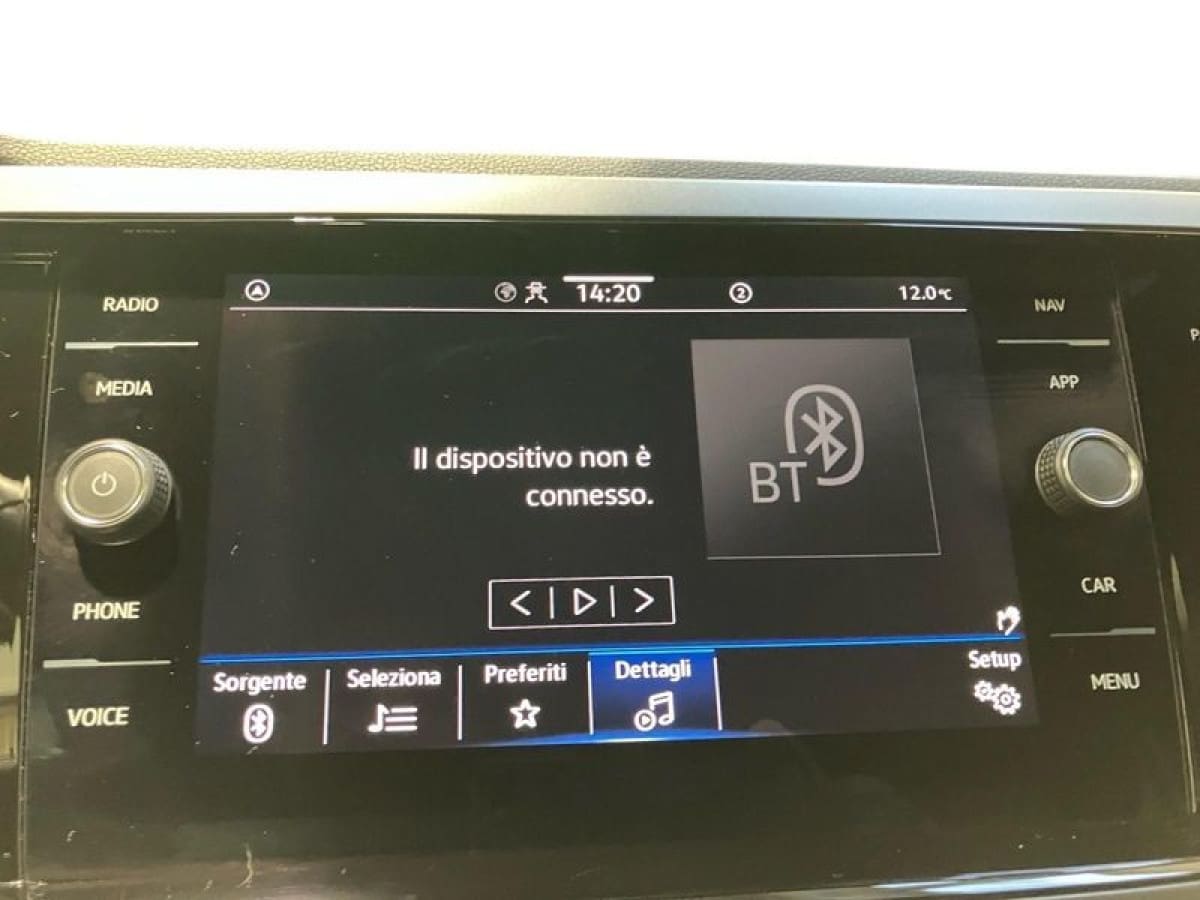 RADIO
MEDIA
PHONE
VOICE
14:20
2
12.0°C
Il dispositivo non è
connesso.
BT
Sorgente
Seleziona
Preferiti
Dettagli
Setup
NAV
APP
CAR
MENU